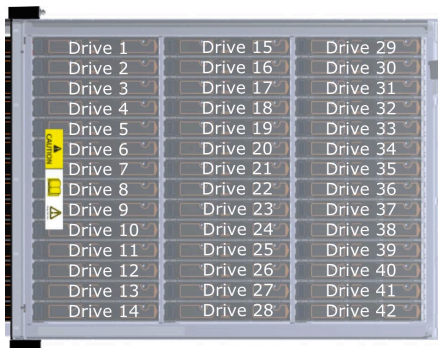 Drive 1 Drive 15 Drive 29
Drive 2 Drive 16 Drive 30
Drive 3 Drive 17 Drive 31
Drive 4 Drive 18 Drive 32
Drive 5 Drive 19 Drive 33
Drive 6 Drive 20 Drive 34
Drive 7 Drive 21 Drive 35
Drive 8 Drive 22 Drive 36
Drive 9 Drive 23 Drive 37
Drive 10 Drive 24 Drive 38
Drive 11 Drive 25 Drive 39
Drive 12 Drive 26 Drive 40
Drive 13 Drive 27 Drive 41
Drive 14 Drive 28 Drive 42
CAUTION